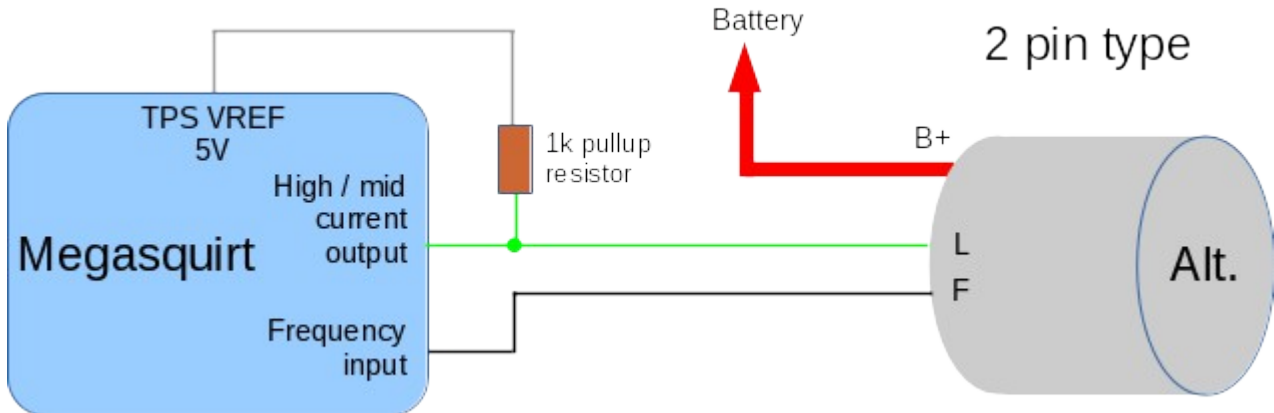 Battery
2 pin type
TPS VREF
5V
1k pullup
resistor
B+
High / mid
current
output
Megasquirt
L
Alt.
F
Frequency
input